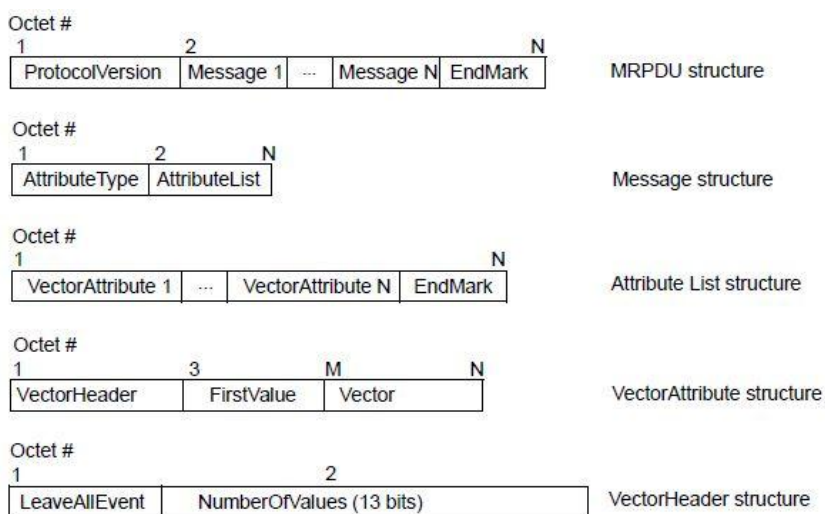 Octet #
1 2 N
ProtocolVersion Message 1 ... Message N EndMark MRPDU structure
Octet #
1 2 N
AttributeType AttributeList Message structure
Octet #
1 N
VectorAttribute 1 ... VectorAttribute N EndMark Attribute List structure
Octet #
1 3 M N
VectorHeader FirstValue Vector VectorAttribute structure
Octet #
1 2
LeaveAllEvent NumberOfValues (13 bits) VectorHeader structure